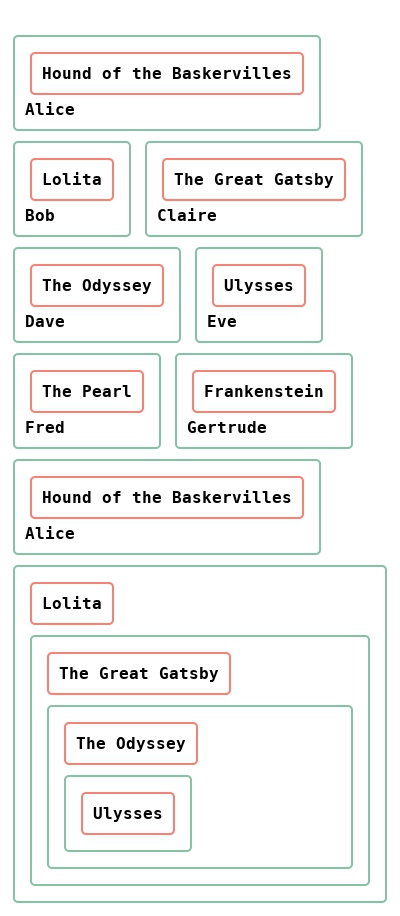 Hound of the Baskervilles
Alice
Lolita
Bob
The Great Gatsby
Claire
The Odyssey
Dave
Ulysses
Eve
The Pearl
Fred
Frankenstein
Gertrude
Hound of the Baskervilles
Alice
Lolita
The Great Gatsby
The Odyssey
Ulysses